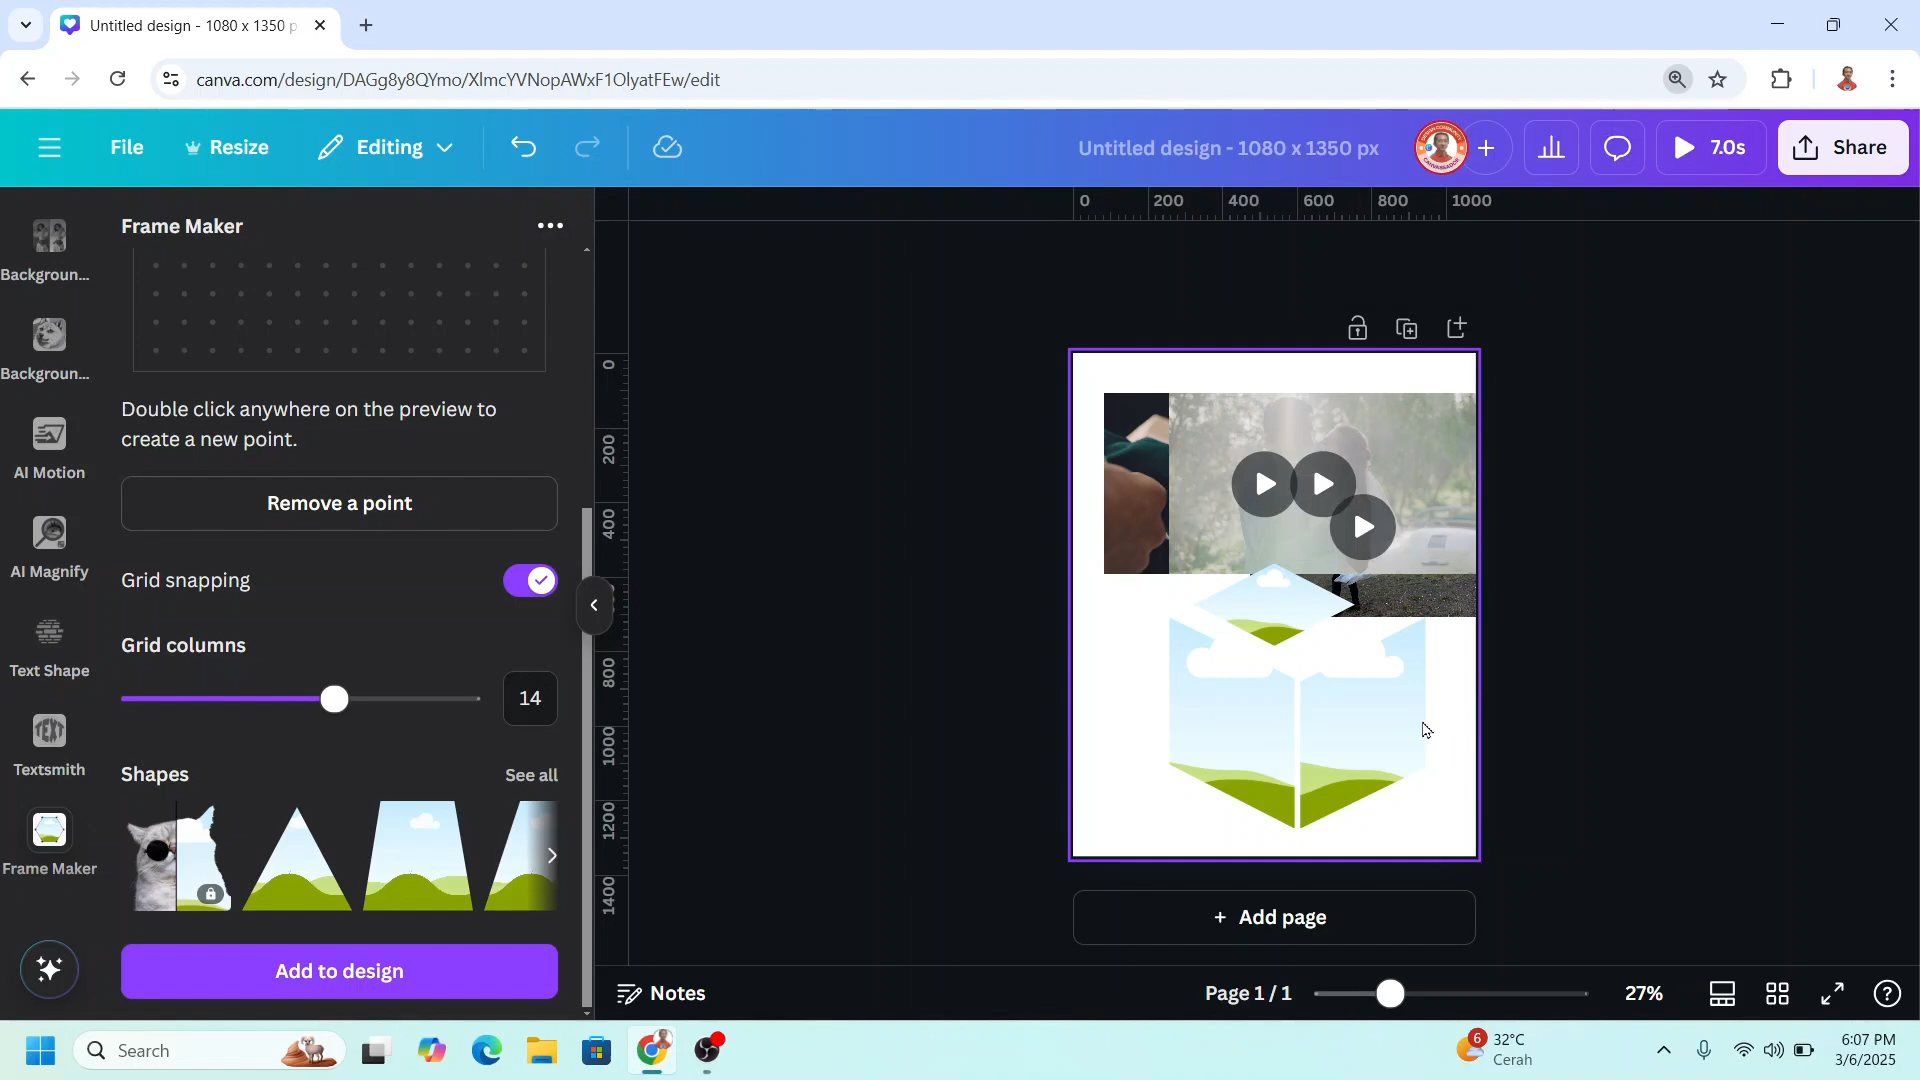 Untitled design - 1080 x 1350 p
canva.com/design/DAGg8y8QYmo/XlmcYVNopAWxF1OlyatFEw/edit
File
Resize
Editing
Untitled design - 1080 x 1350 px
7.0s
Share
Backgroun...
Backgroun...
AI Motion
AI Magnify
Text Shape
Textsmith
TEXT
Frame Maker
Frame Maker
Double click anywhere on the preview to
create a new point.
Remove a point
Grid snapping
Grid columns
14
Shapes
See all
Add to design
0 200 400 600 800 1000
0
200
400
800
1000
1200
1400
+ Add page
Notes
Page 1 / 1
27%
Search
6
32°C
Cerah
6:07 PM
3/6/2025